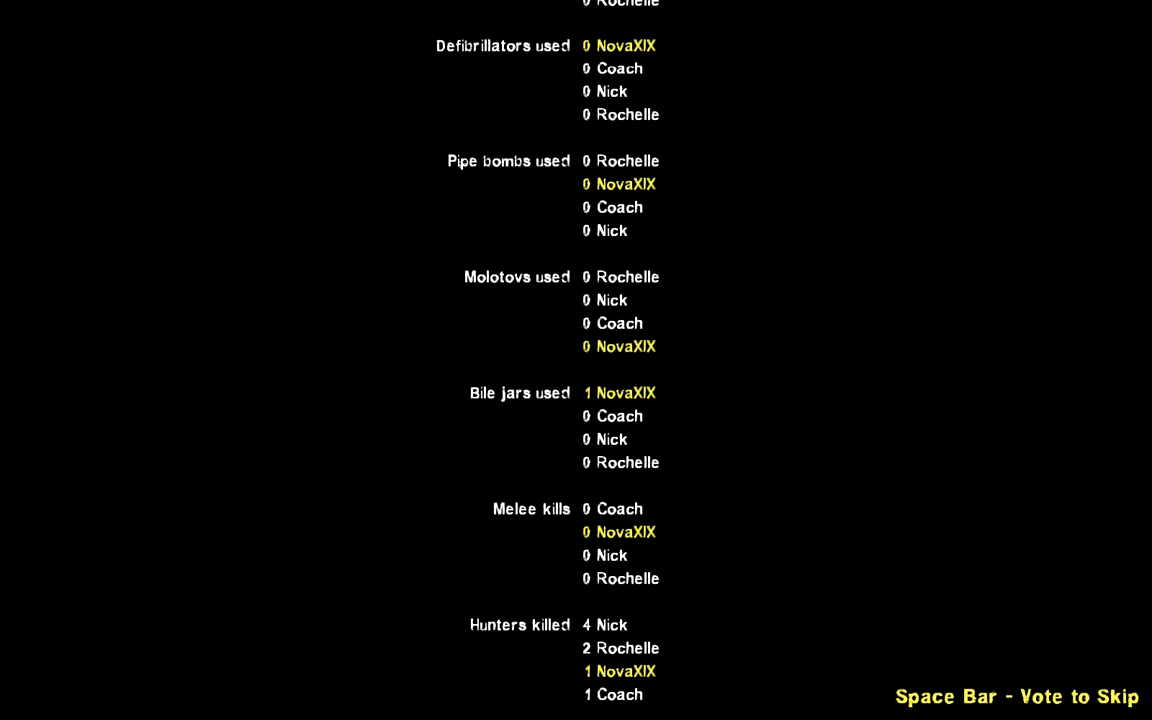 0 Rochelle
Defibrillators used 0 NovaXIX
0 Coach
0 Nick
0 Rochelle
Pipe bombs used 0 Rochelle
0 NovaXIX
0 Coach
0 Nick
Molotovs used 0 Rochelle
0 Nick
0 Coach
0 NovaXIX
Bile jars used 1 NovaXIX
0 Coach
0 Nick
0 Rochelle
Melee kills 0 Coach
0 NovaXIX
0 Nick
0 Rochelle
Hunters killed 4 Nick
2 Rochelle
1 NovaXIX
1 Coach
Space Bar - Vote to Skip